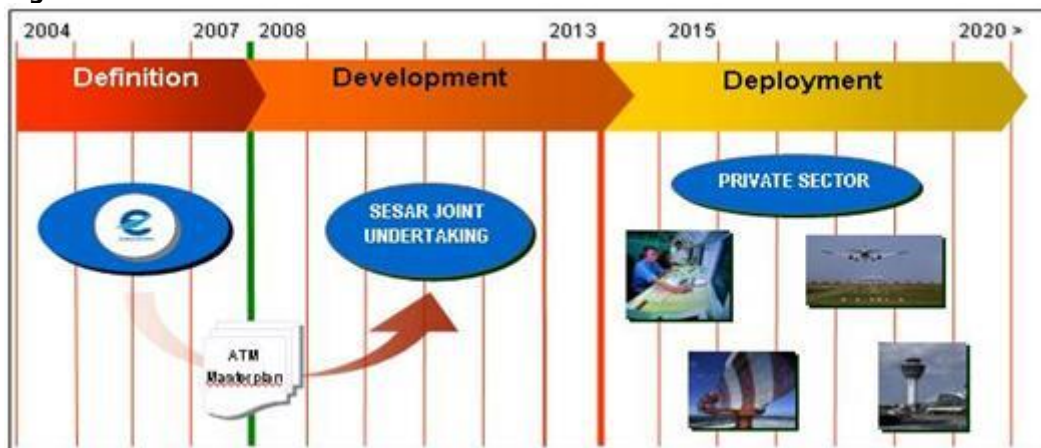 2004
2007
2008
2013
2015
2020 >
Definition
Development
Deployment
PRIVATE SECTOR
SESAR JOINT
UNDERTAKING
ATM
Masterplan